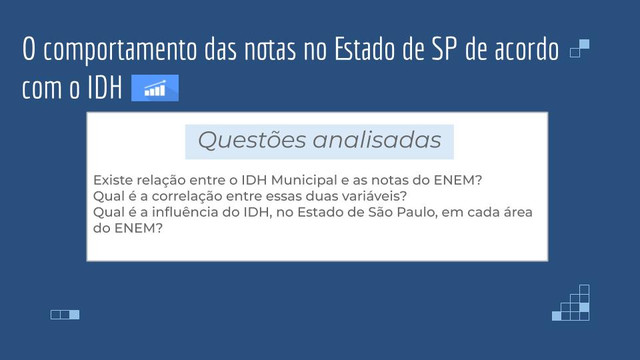 O comportamento das notas no Estado de SP de acordo
com o IDH
Questões analisadas
Existe relação entre o IDH Municipal e as notas do ENEM?
Qual é a correlação entre essas duas variáveis?
Qual é a influência do IDH, no Estado de São Paulo, em cada área
do ENEM?